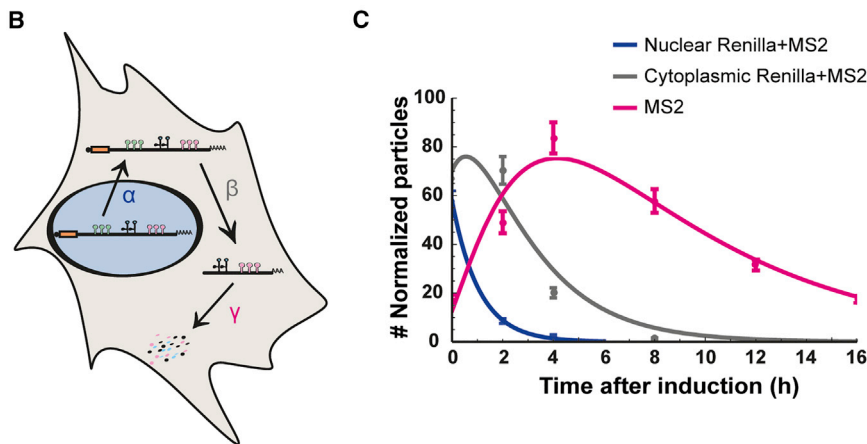 B
α
β
γ
C
Nuclear Renilla+MS2
Cytoplasmic Renilla+MS2
MS2
# Normalized particles
100
80
60
40
20
0
0 2 4 6 8 10 12 14 16
Time after induction (h)